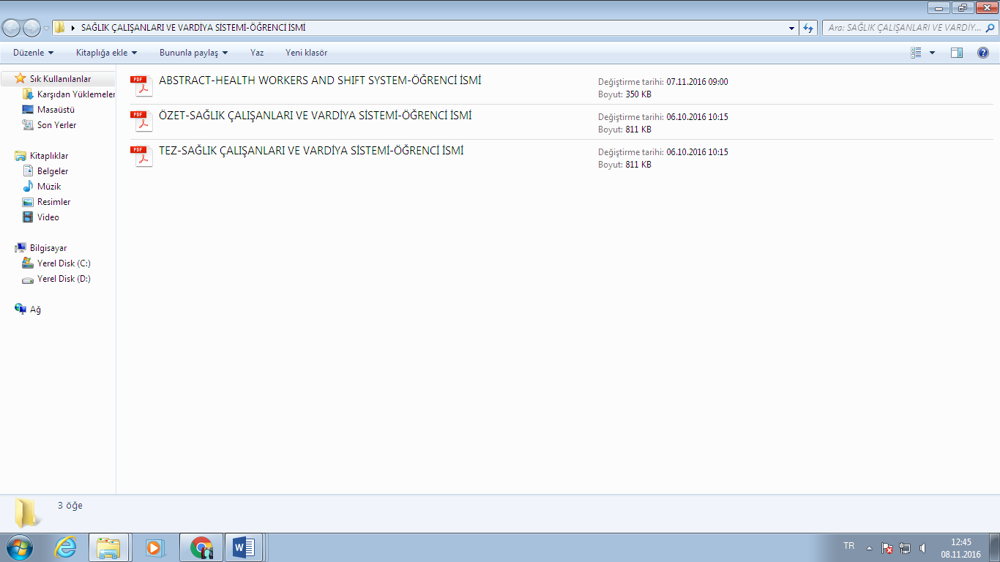 SAĞLIK ÇALIŞANLARI VE VARDİYA SİSTEMİ-ÖĞRENCİ İSMİ
Ara: SAĞLIK ÇALIŞANLARI VE VARDİY...
Düzenle
Kitaplığa ekle
Bununla paylaş
Yaz
Yeni klasör
Sık Kullanılanlar
Karşıdan Yüklemeler
Masaüstü
Son Yerler
Kitaplıklar
Belgeler
Müzik
Resimler
Video
Bilgisayar
Yerel Disk (C:)
Yerel Disk (D:)
Ağ
PDF
ABSTRACT-HEALTH WORKERS AND SHIFT SYSTEM-ÖĞRENCİ İSMİ
Değiştirme tarihi: 07.11.2016 09:00
Boyut: 350 KB
PDF
ÖZET-SAĞLIK ÇALIŞANLARI VE VARDİYA SİSTEMİ-ÖĞRENCİ İSMİ
Değiştirme tarihi: 06.10.2016 10:15
Boyut: 811 KB
PDF
TEZ-SAĞLIK ÇALIŞANLARI VE VARDİYA SİSTEMİ-ÖĞRENCİ İSMİ
Değiştirme tarihi: 06.10.2016 10:15
Boyut: 811 KB
3 öğe
TR
12:45
08.11.2016